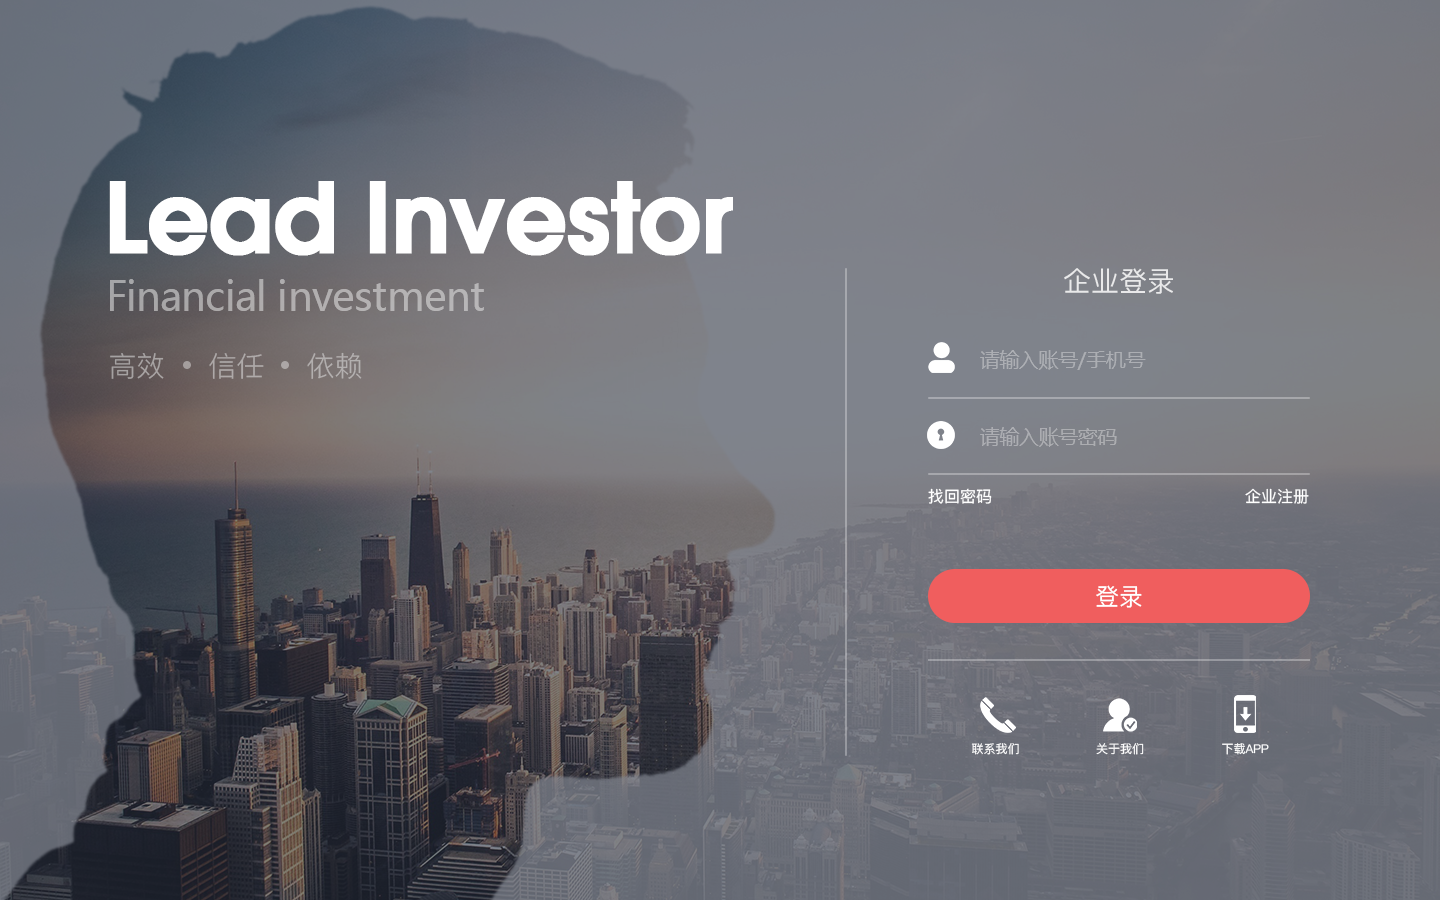 Lead Investor
Financial investment
高效 • 信任 • 依赖
企业登录
请输入账号/手机号
请输入账号密码
找回密码 企业注册
登录
联系我们 关于我们 下载APP